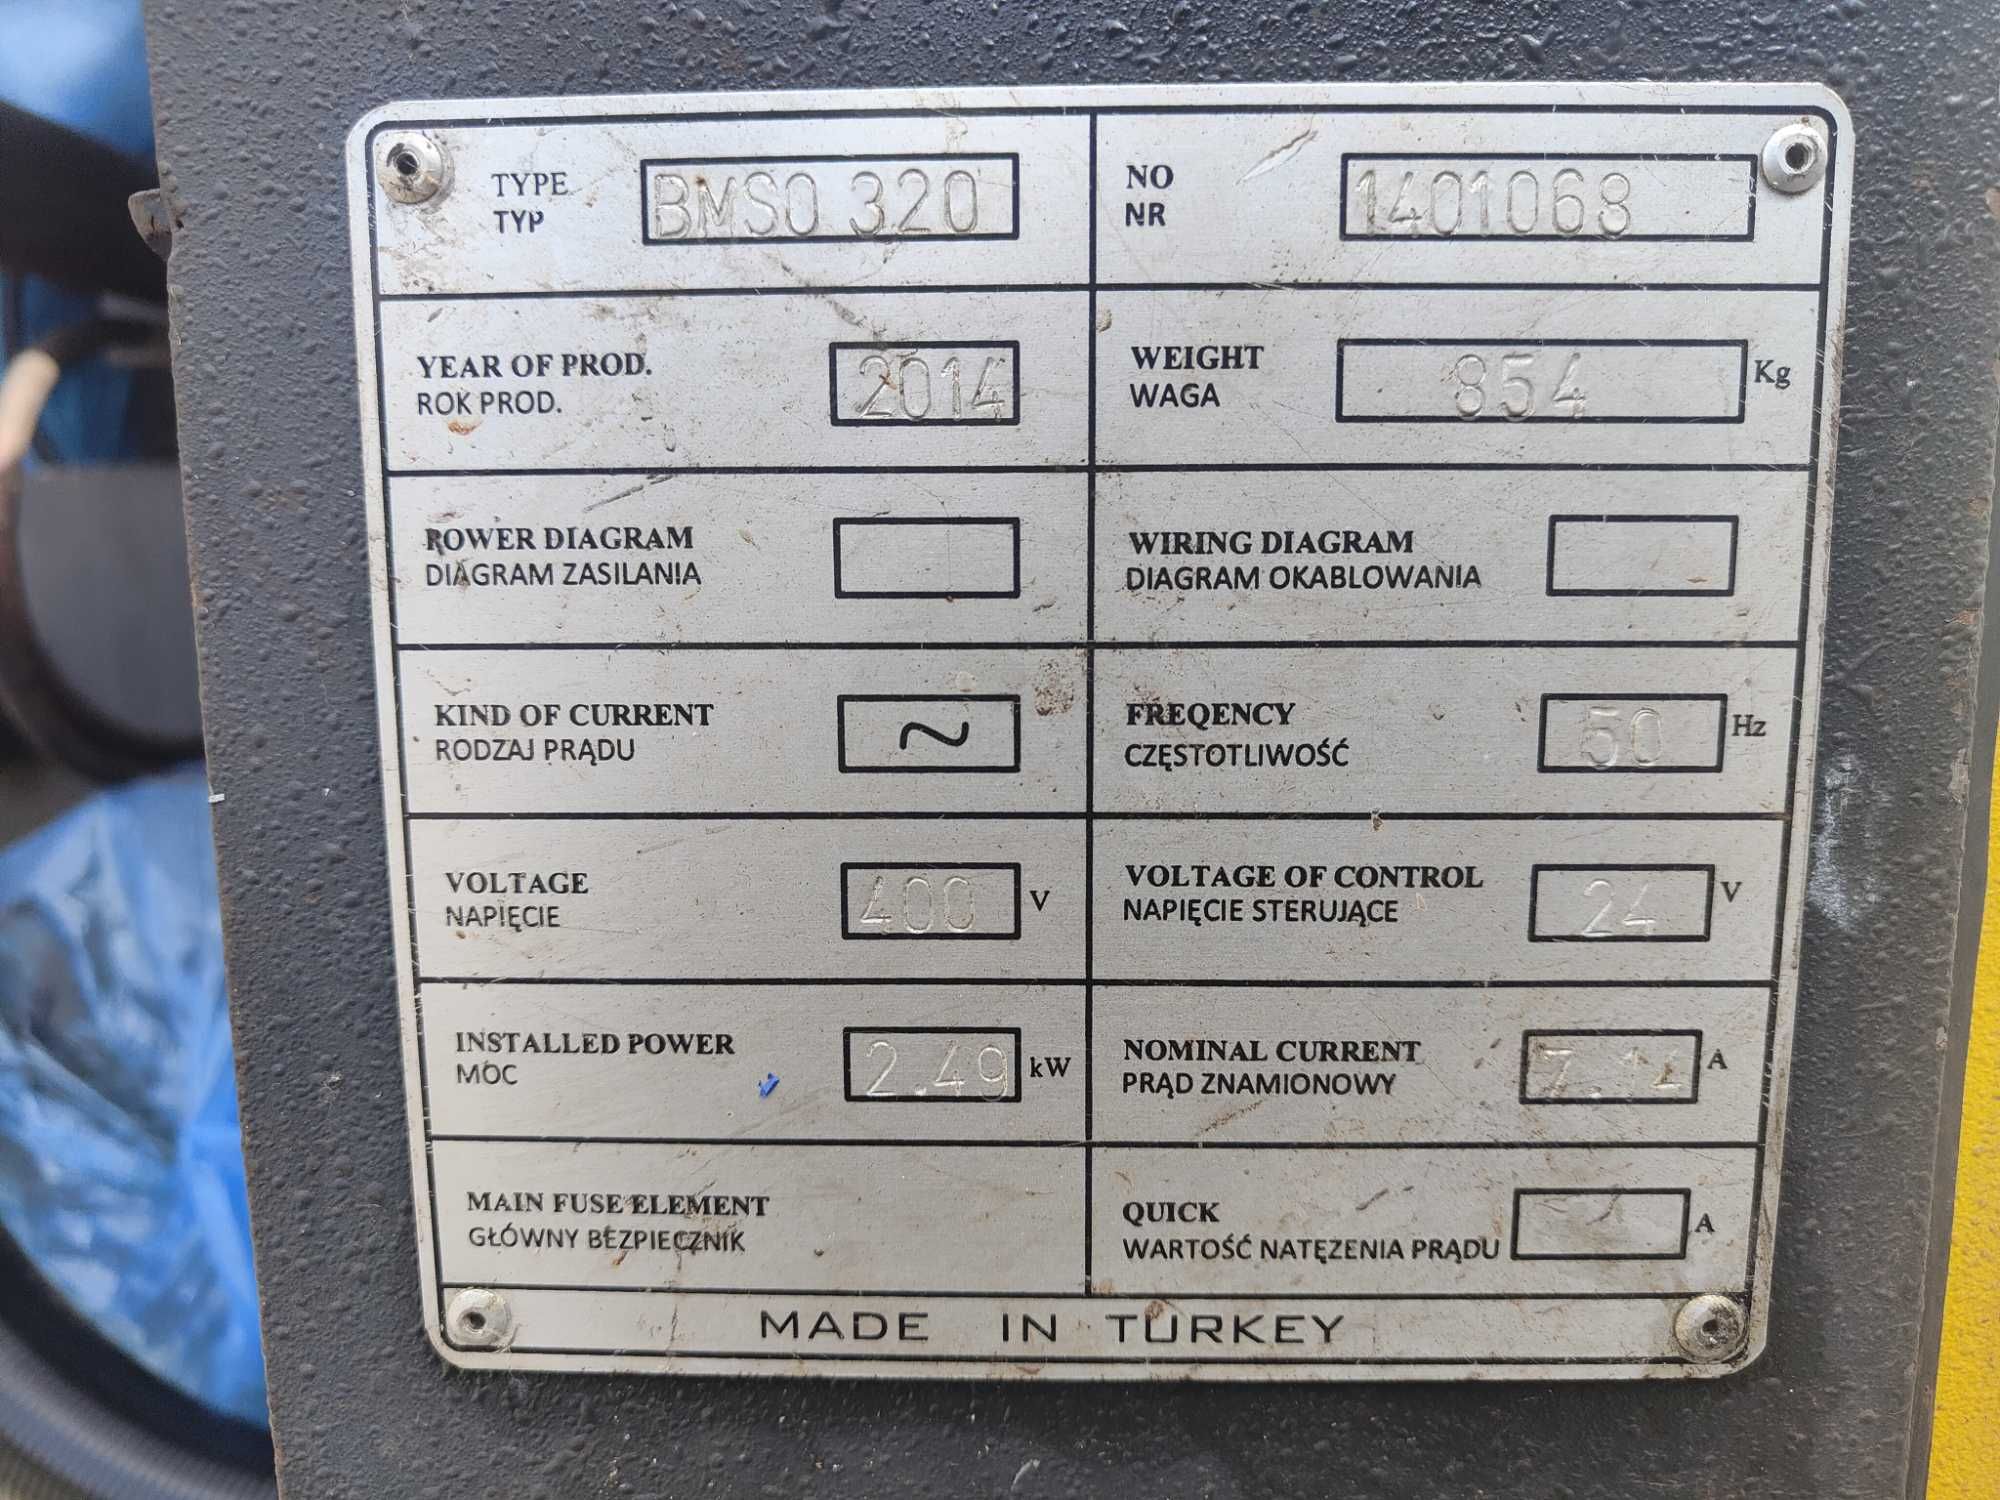 TYPE BMSO 320 NO 1401068
TYP NR
YEAR OF PROD. 2014 WEIGHT 854 Kg
ROK PROD. WAGA
POWER DIAGRAM WIRING DIAGRAM
DIAGRAM ZASILANIA DIAGRAM OKABLOWANIA
KIND OF CURRENT ~ FREQENCY 50 Hz
RODZAJ PRĄDU CZĘSTOTLIWOŚĆ
VOLTAGE 400 V VOLTAGE OF CONTROL 24 V
NAPIĘCIE NAPIĘCIE STERUJĄCE
INSTALLED POWER 2.49 kW NOMINAL CURRENT 7.14 A
MOC PRĄD ZNAMIONOWY
MAIN FUSE ELEMENT QUICK A
GŁÓWNY BEZPIECZNIK WARTOŚĆ NATĘZENIA PRĄDU
MADE IN TURKEY